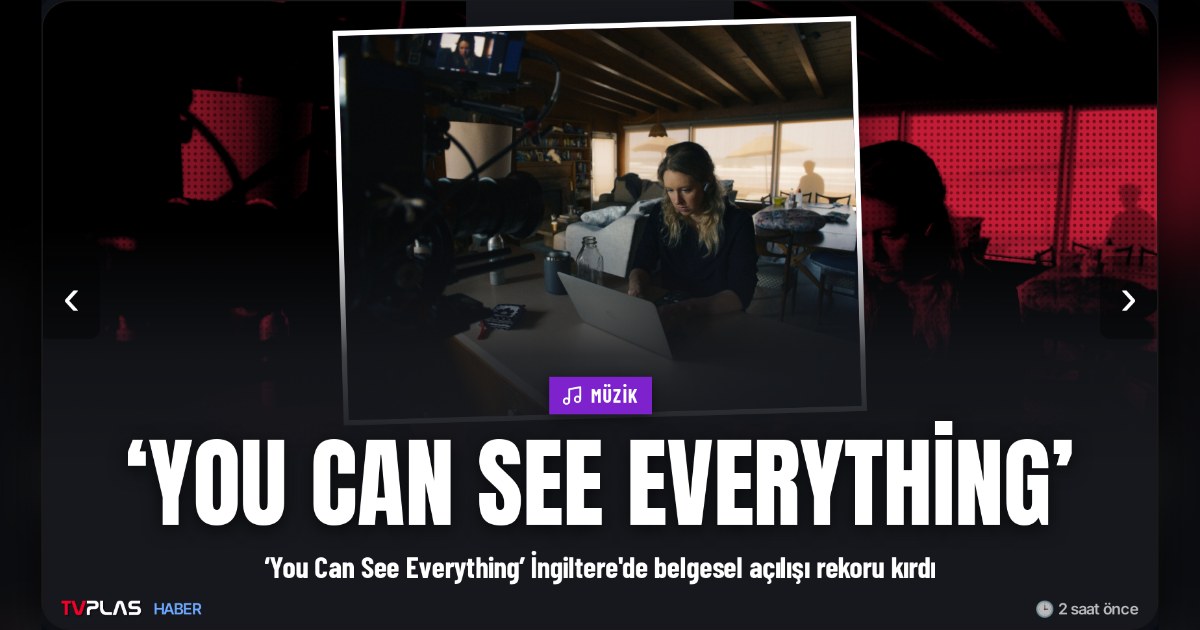 MÜZİK
‘YOU CAN SEE EVERYTHİNG’
‘You Can See Everything’ İngiltere'de belgesel açılışı rekoru kırdı
TVPLAS HABER
2 saat önce